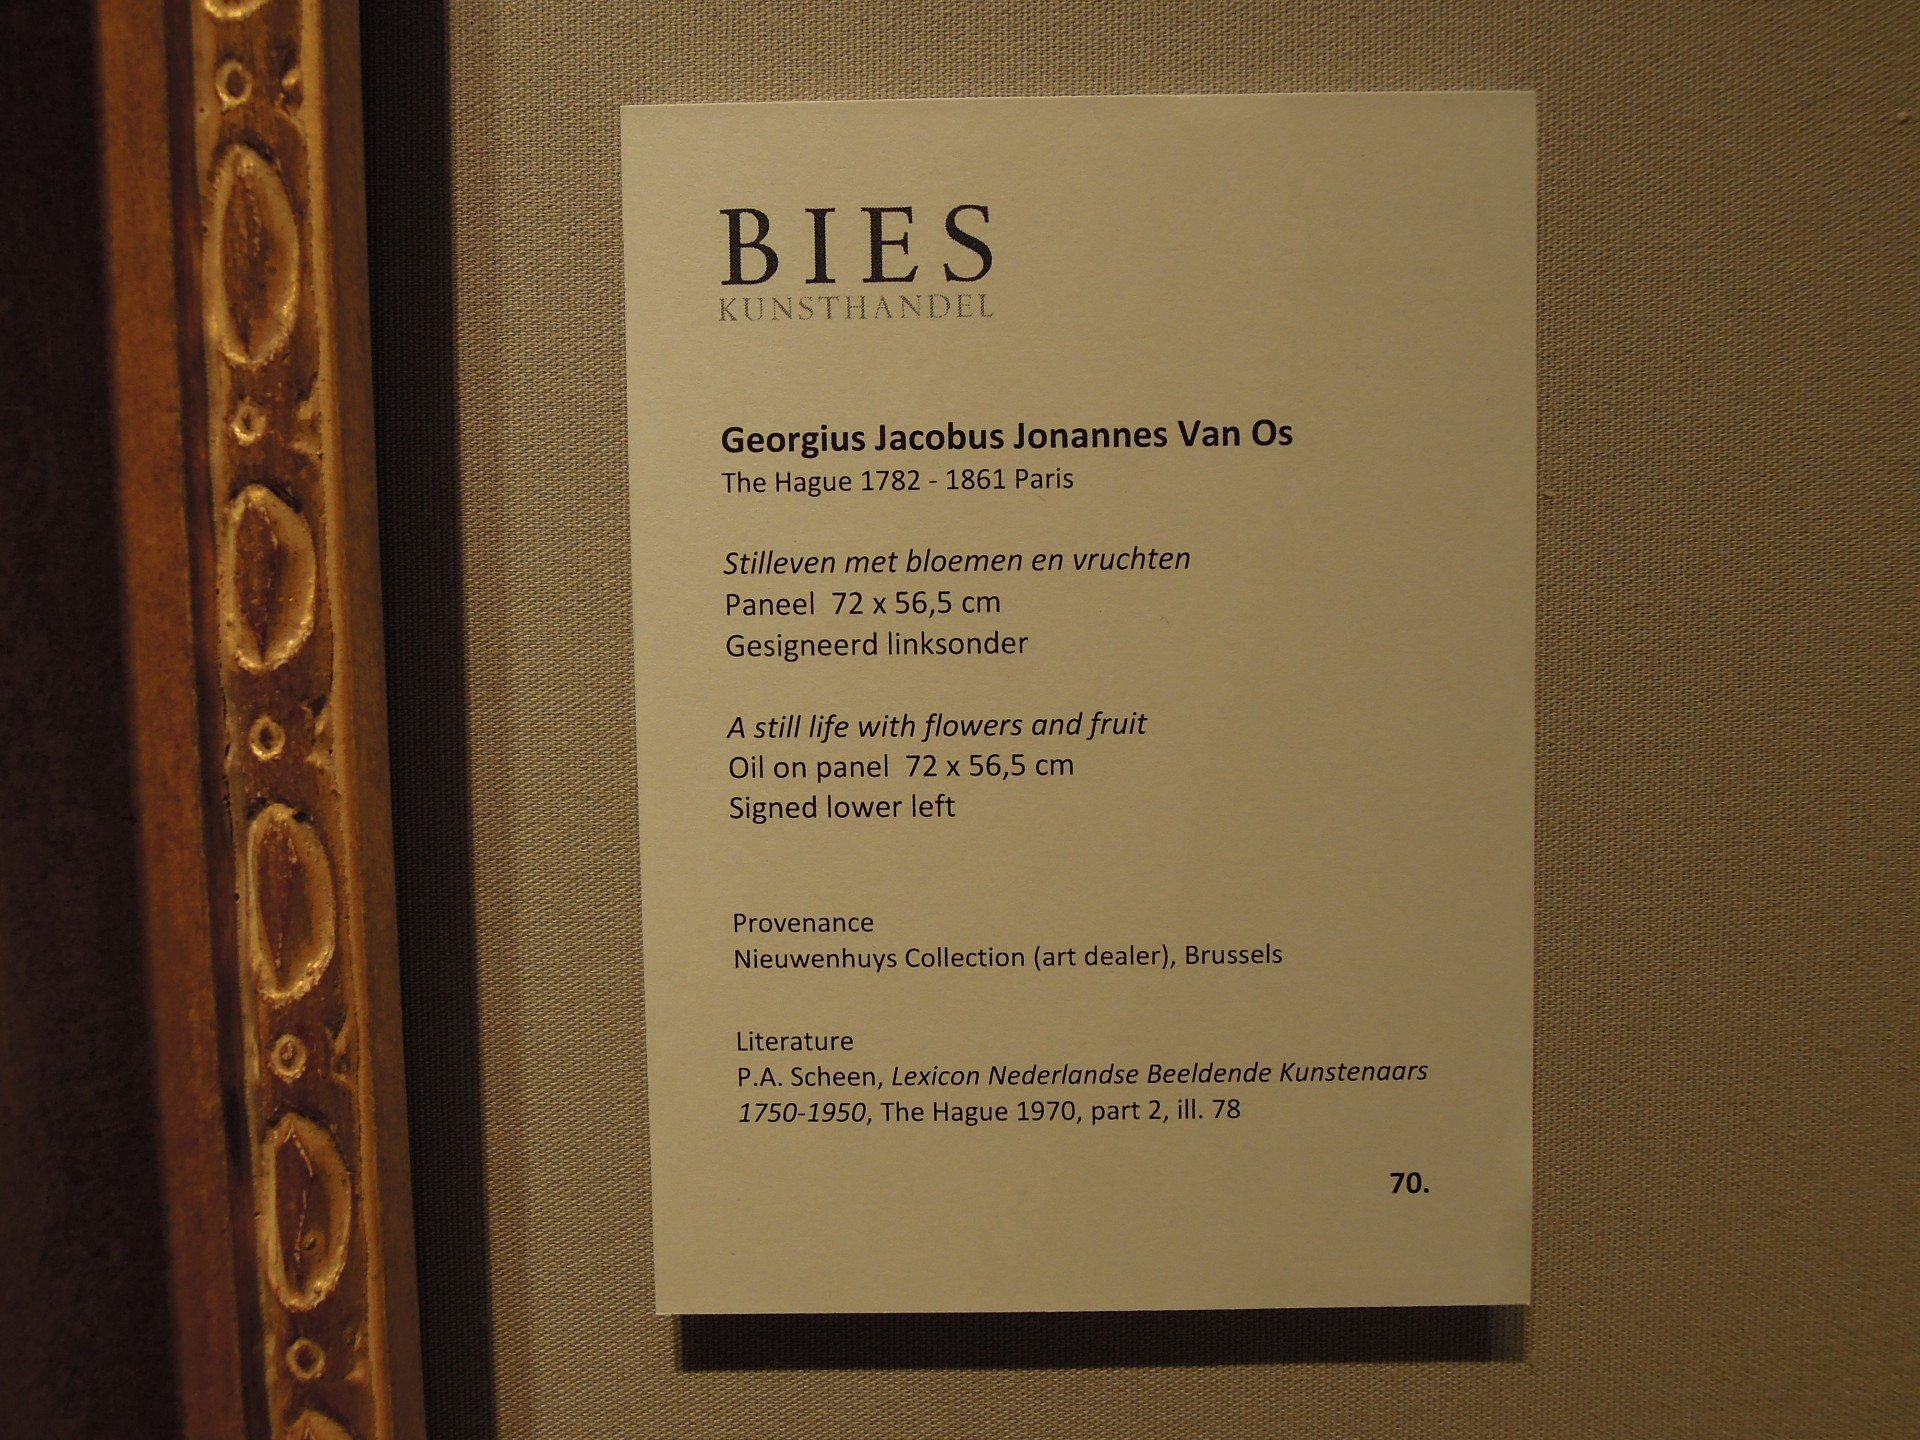 BIES
KUNSTHANDEL
Georgius Jacobus Jonannes Van Os
The Hague 1782 - 1861 Paris
Stilleven met bloemen en vruchten
Paneel 72 x 56,5 cm
Gesigneerd linksonder
A still life with flowers and fruit
Oil on panel 72 x 56,5 cm
Signed lower left
Provenance
Nieuwenhuys Collection (art dealer), Brussels
Literature
P.A. Scheen, Lexicon Nederlandse Beeldende Kunstenaars
1750-1950, The Hague 1970, part 2, ill. 78
70.